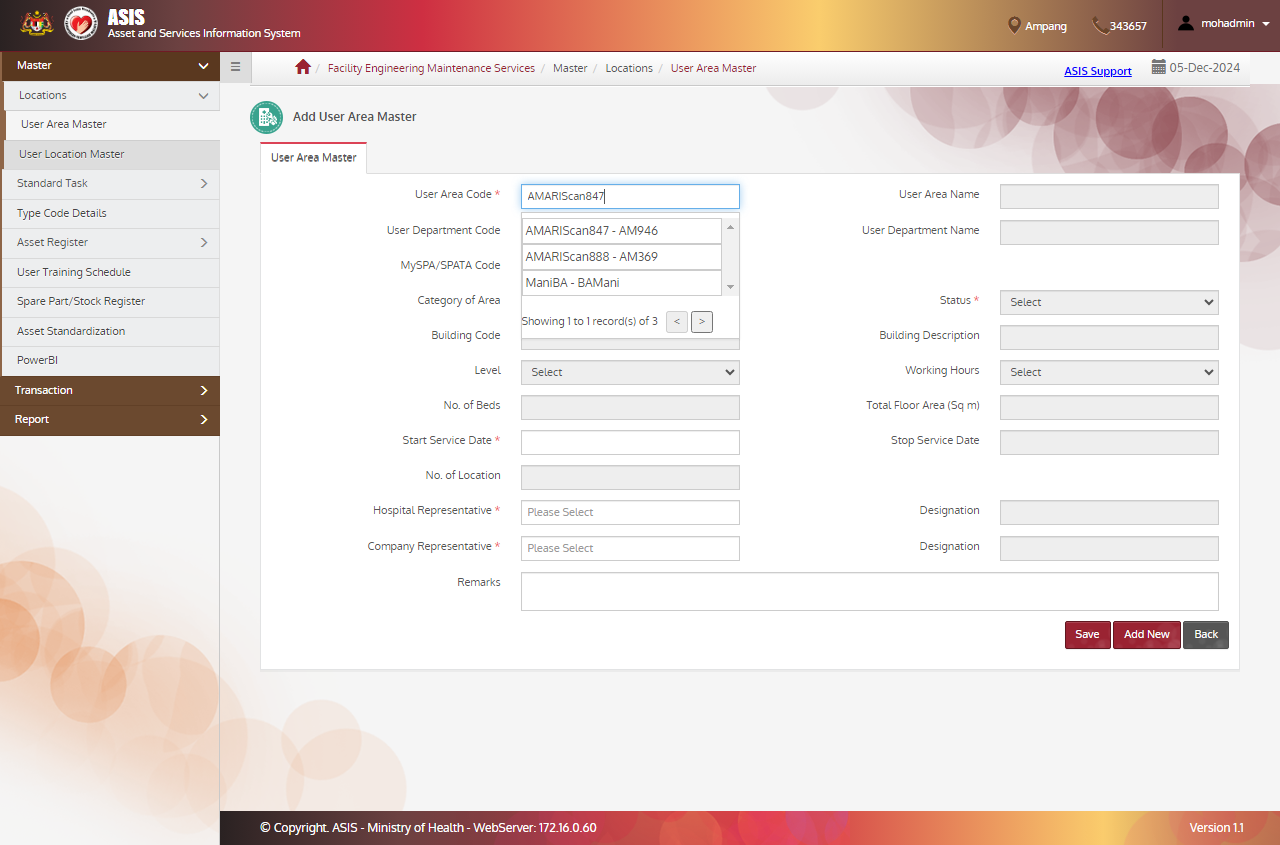 ASIS
Asset and Services Information System
Ampang
343657
mohadmin
Master
Locations
User Area Master
User Location Master
Standard Task
Type Code Details
Asset Register
User Training Schedule
Spare Part/Stock Register
Asset Standardization
PowerBI
Transaction
Report
/ Facility Engineering Maintenance Services / Master / Locations / User Area Master
ASIS Support
05-Dec-2024
Add User Area Master
User Area Master
User Area Code * AMARIScan847
User Area Name
User Department Code
User Department Name
AMARIScan847 - AM946
AMARIScan888 - AM369
ManiBA - BAMani
Showing 1 to 1 record(s) of 3 < >
MySPA/SPATA Code
Category of Area
Status * Select
Building Code
Building Description
Level Select
Working Hours Select
No. of Beds
Total Floor Area (Sq m)
Start Service Date *
Stop Service Date
No. of Location
Hospital Representative * Please Select
Designation
Company Representative * Please Select
Designation
Remarks
Save Add New Back
© Copyright. ASIS - Ministry of Health - WebServer: 172.16.0.60
Version 1.1